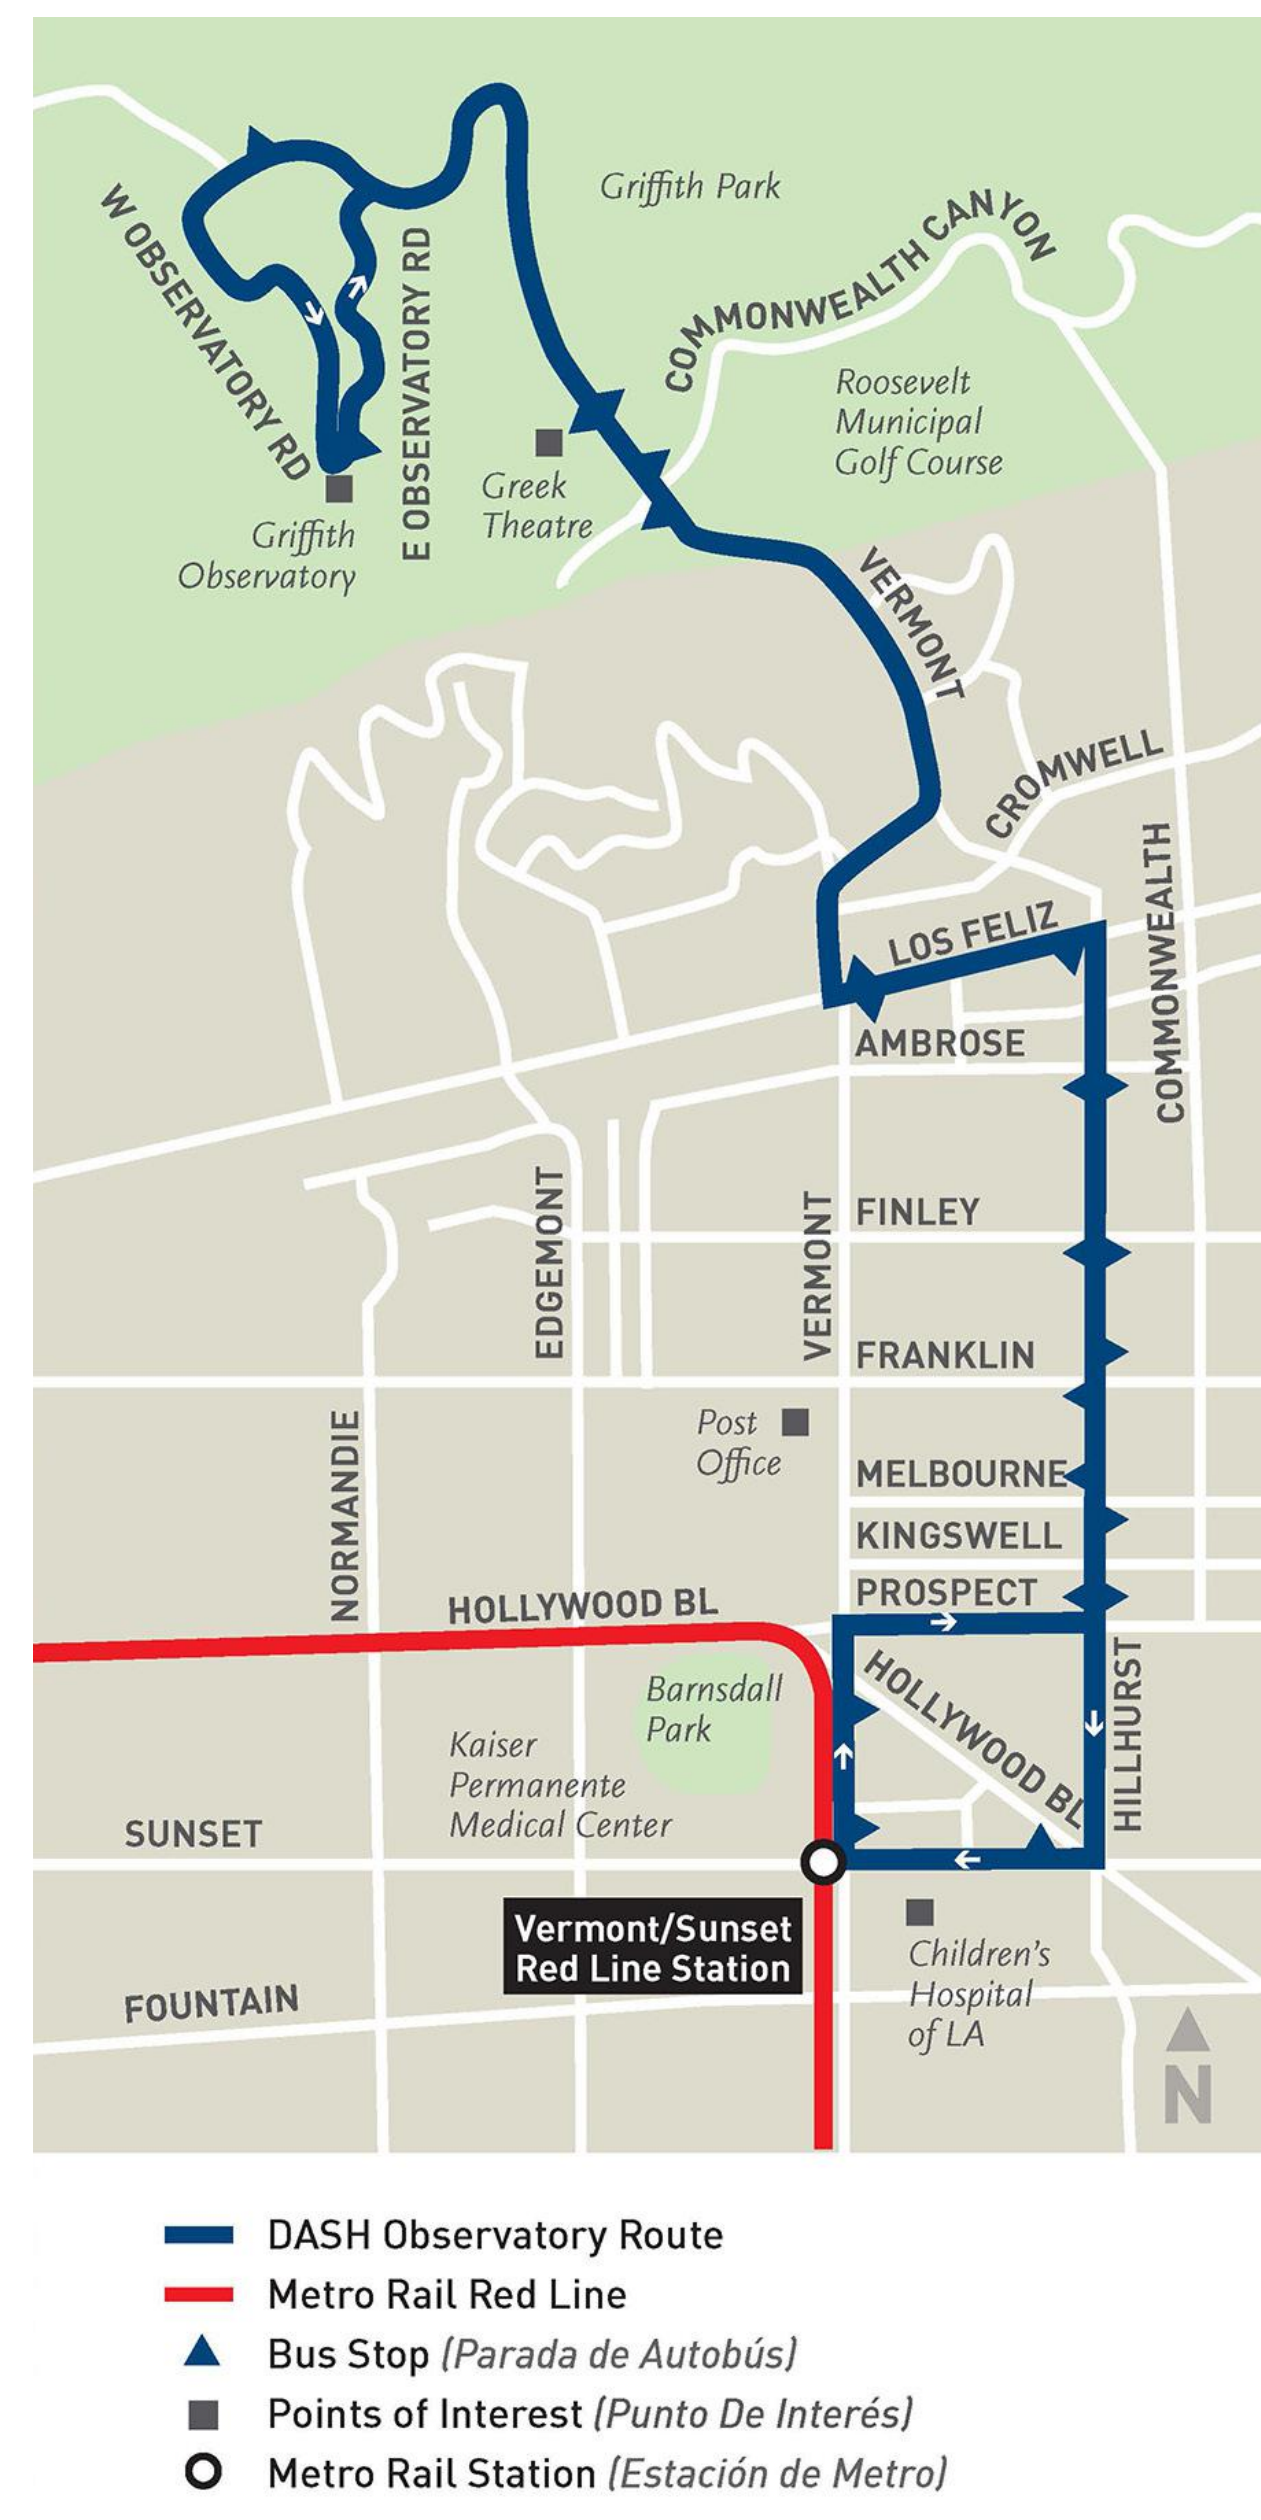 Griffith Park
W OBSERVATORY RD
E OBSERVATORY RD
COMMONWEALTH CANYON
Roosevelt
Municipal
Golf Course
Greek
Theatre
Griffith
Observatory
VERMONT
CROMWELL
COMMONWEALTH
LOS FELIZ
AMBROSE
EDGEMONT
VERMONT
FINLEY
FRANKLIN
NORMANDIE
Post
Office
MELBOURNE
KINGSWELL
PROSPECT
HOLLYWOOD BL
HOLLYWOOD BL
HILLHURST
Barnsdall
Park
Kaiser
Permanente
Medical Center
SUNSET
Vermont/Sunset
Red Line Station
Children's
Hospital
of LA
FOUNTAIN
N
DASH Observatory Route
Metro Rail Red Line
Bus Stop (Parada de Autobús)
Points of Interest (Punto De Interés)
Metro Rail Station (Estación de Metro)